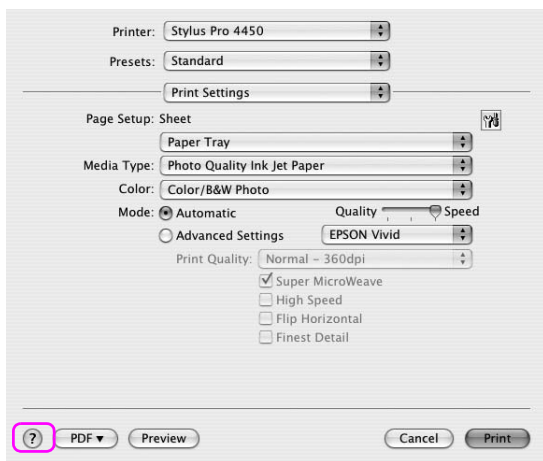 Printer: Stylus Pro 4450
Presets: Standard
Print Settings
Page Setup: Sheet
Paper Tray
Media Type: Photo Quality Ink Jet Paper
Color: Color/B&W Photo
Mode: Automatic Quality Speed
Advanced Settings EPSON Vivid
Print Quality: Normal – 360dpi
Super MicroWeave
High Speed
Flip Horizontal
Finest Detail
? PDF ▼ Preview Cancel Print